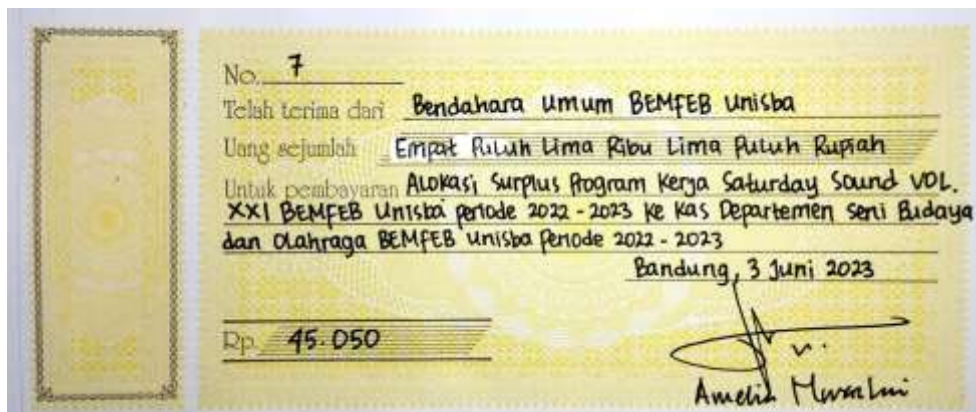 No. 7
Telah terima dari Bendahara Umum BEMFEB Unisba
Uang sejumlah Empat Puluh Lima Ribu Lima Puluh Rupiah
Untuk pembayaran Alokasi Surplus Program Kerja Saturday Sound VOL.
XXI BEMFEB Unisba periode 2022 - 2023 ke Kas Departemen Seni Budaya
dan Olahraga BEMFEB Unisba Periode 2022 - 2023
Bandung, 3 Juni 2023
Rp. 45.050
Amelia